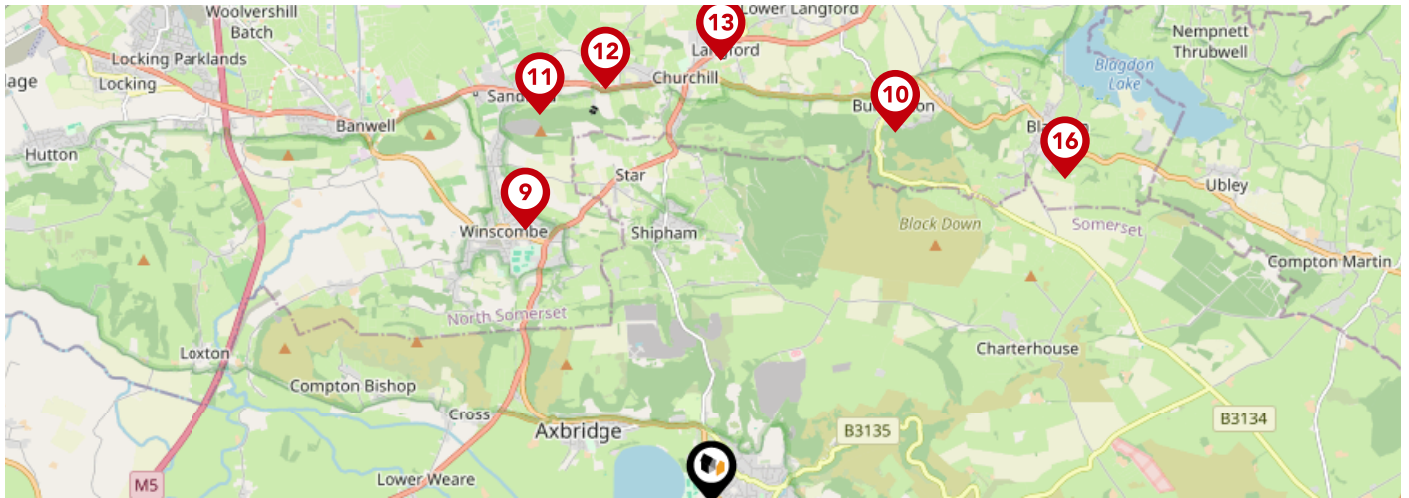 Woolvershill
Batch
13
Lower Langford
Nempnett
Thrubwell
Locking Parklands
12
Langford
Blagdon
Lake
Churchill
11
Locking
10
Banwell
16
Hutton
Star
Ubley
9
Winscombe
Shipham
Black Down
Somerset
Compton Martin
North Somerset
Loxton
Charterhouse
Compton Bishop
Cross
B3134
Axbridge
B3135
Lower Weare
M5